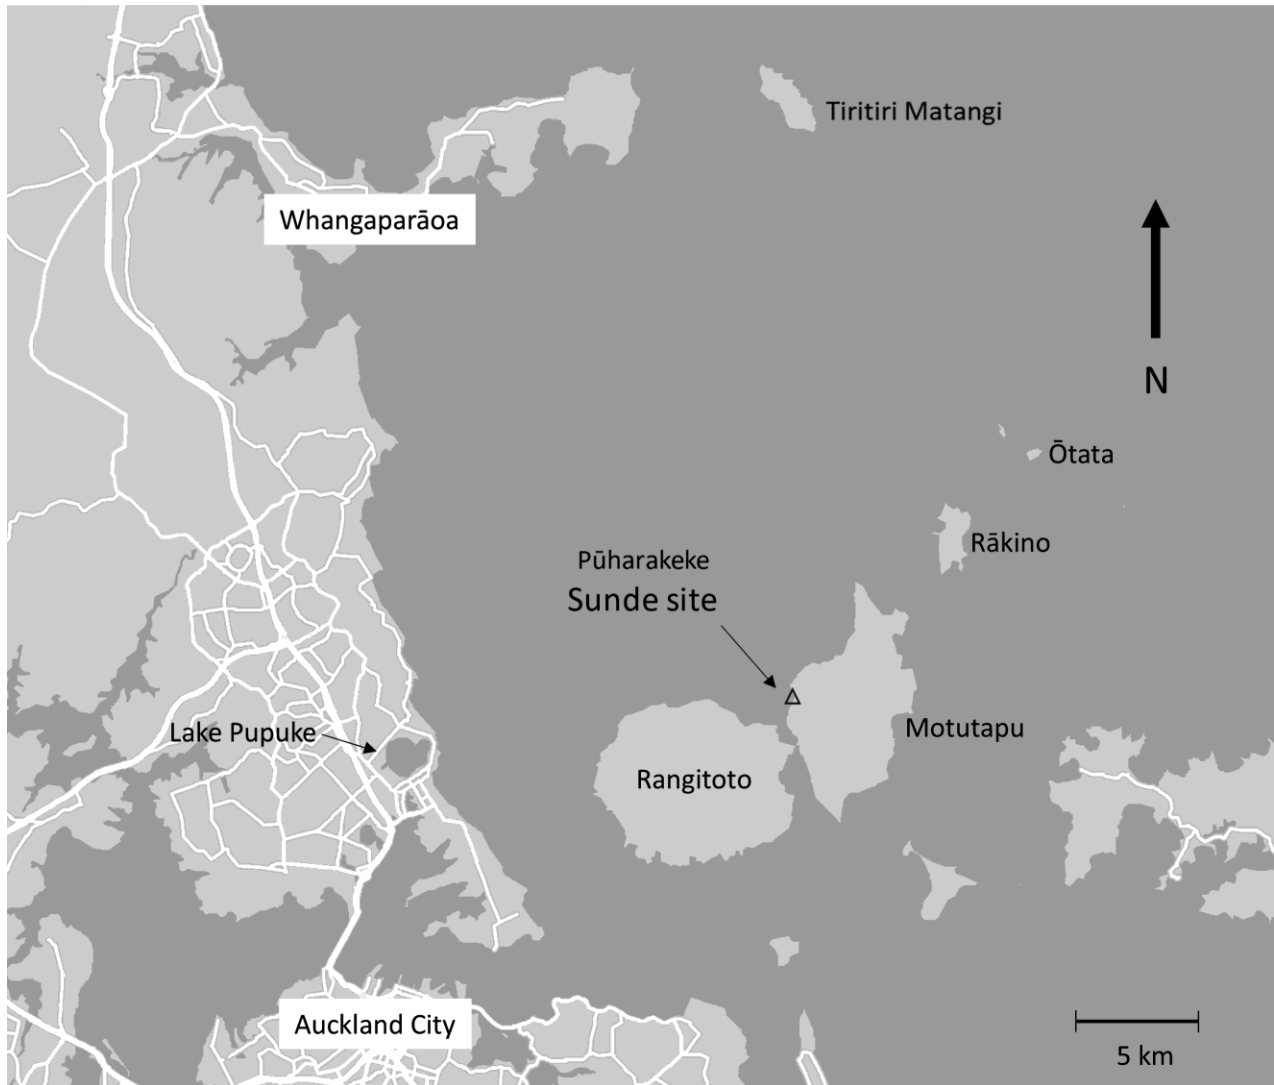 Tiritiri Matangi
Whangaparāoa
N
Ōtata
Rākino
Pūharakeke
Sunde site
Lake Pupuke
Motutapu
Rangitoto
Auckland City
5 km